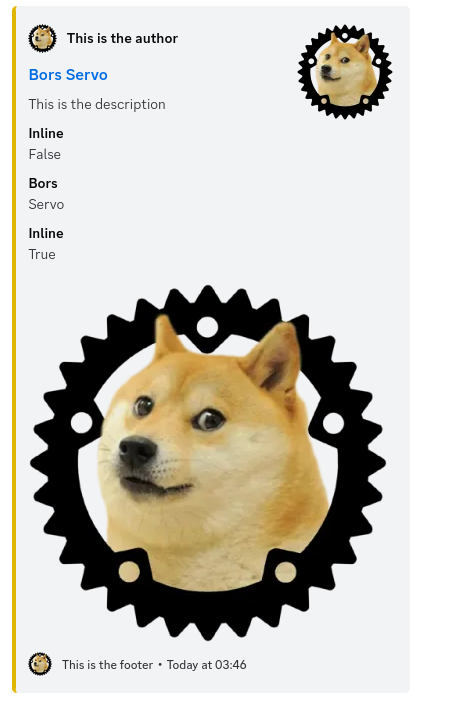 This is the author
Bors Servo
This is the description
Inline
False
Bors
Servo
Inline
True
This is the footer • Today at 03:46